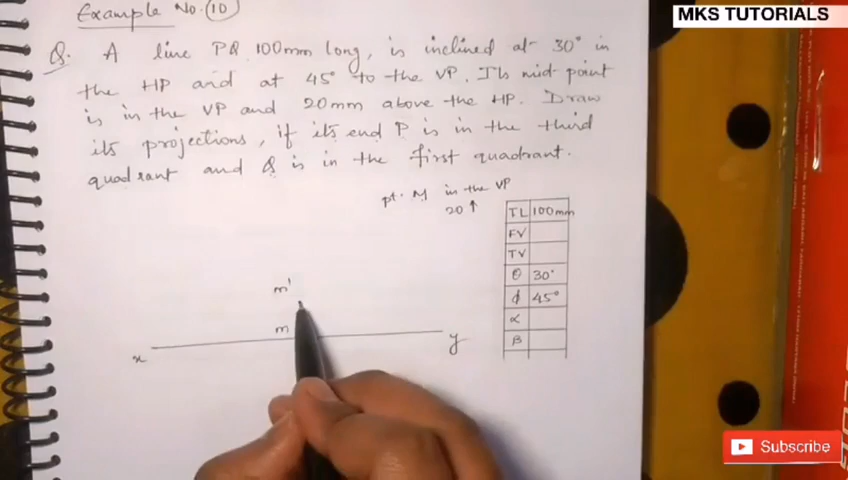 MKS TUTORIALS
Example No. 10
Q. A line PQ 100mm long, is inclined at 30° in
the HP and at 45° to the VP. Its mid-point
is in the VP and 20mm above the HP. Draw
its projections, if its end P is in the third
quadrant and Q is in the first quadrant.
pt. M in the VP
20 ↑
TL 100mm
FV
TV
θ 30°
φ 45°
α
β
m'
m
x
y
Subscribe